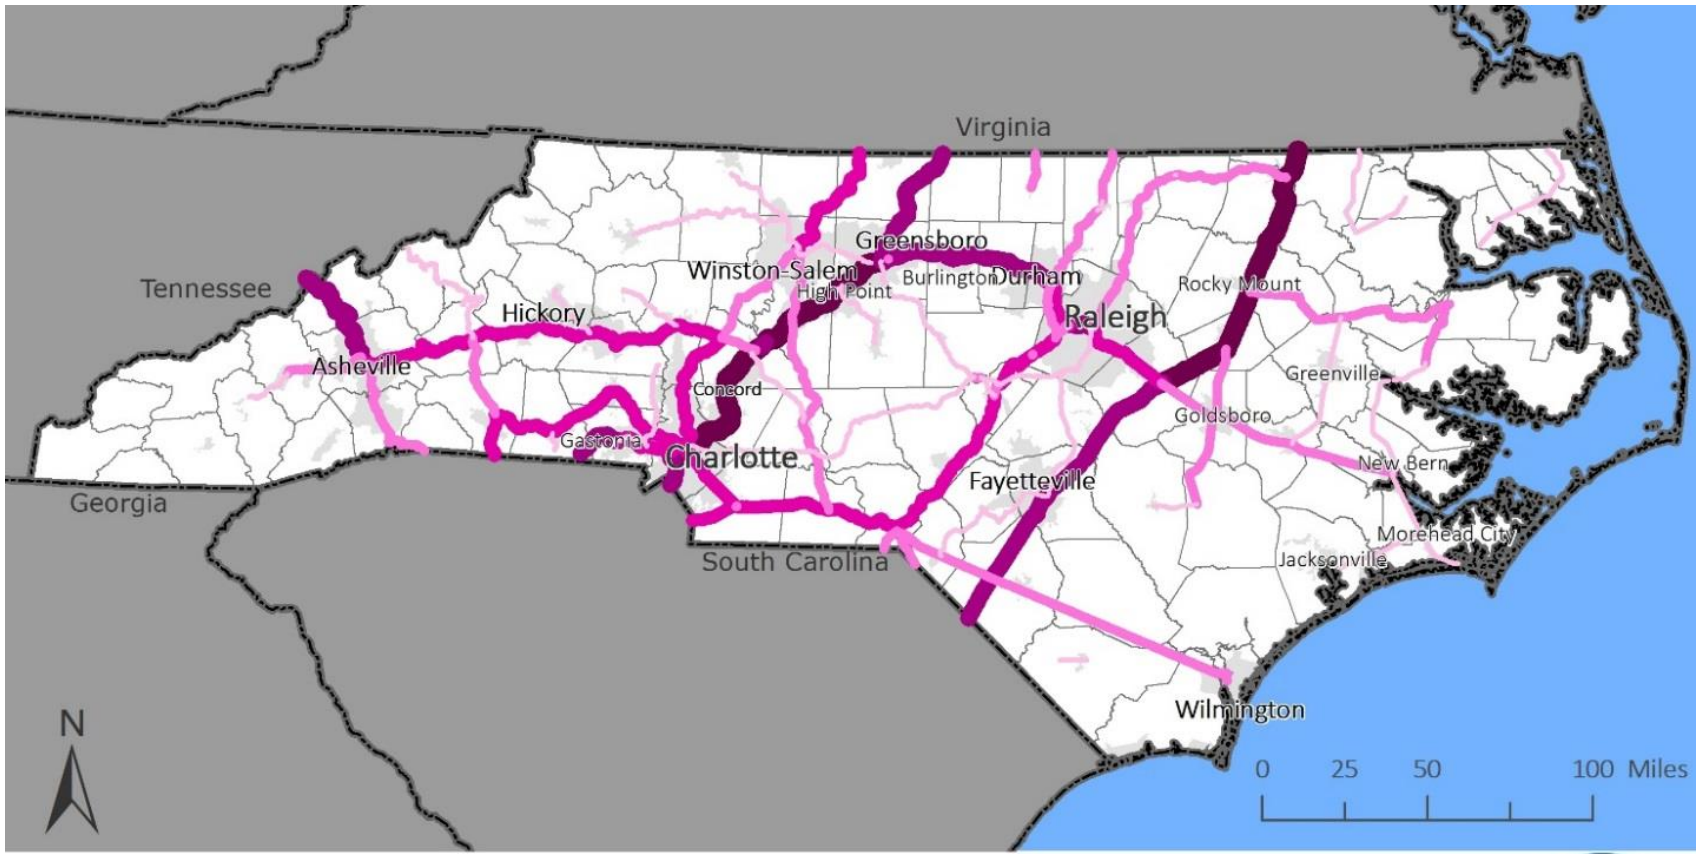 Virginia
Greensboro
Winston-Salem
High Point
Burlington
Durham
Tennessee
Rocky Mount
Hickory
Raleigh
Asheville
Greenville
Concord
Goldsboro
Gastonia
Charlotte
New Bern
Fayetteville
Georgia
Morehead City
South Carolina
Jacksonville
Wilmington
N
0 25 50 100 Miles